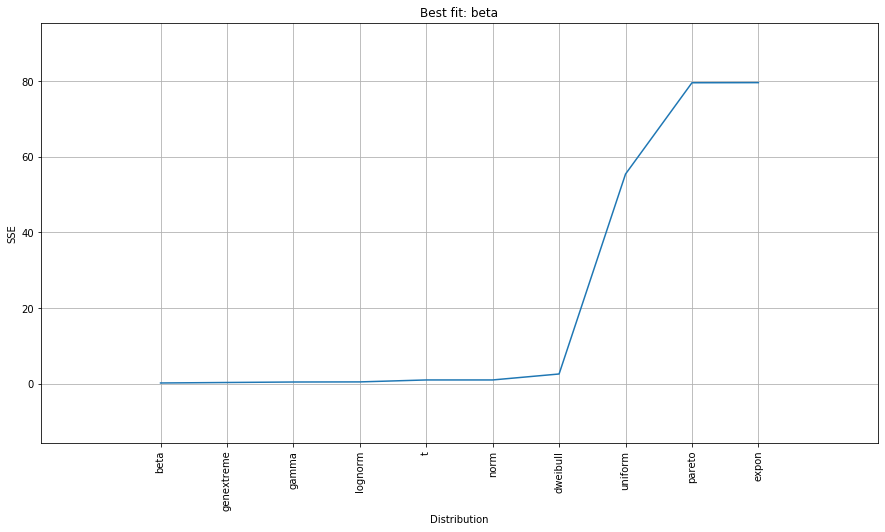 Best fit: beta
80
60
40
20
0
SSE
beta
genextreme
gamma
lognorm
t
norm
dweibull
uniform
pareto
expon
Distribution